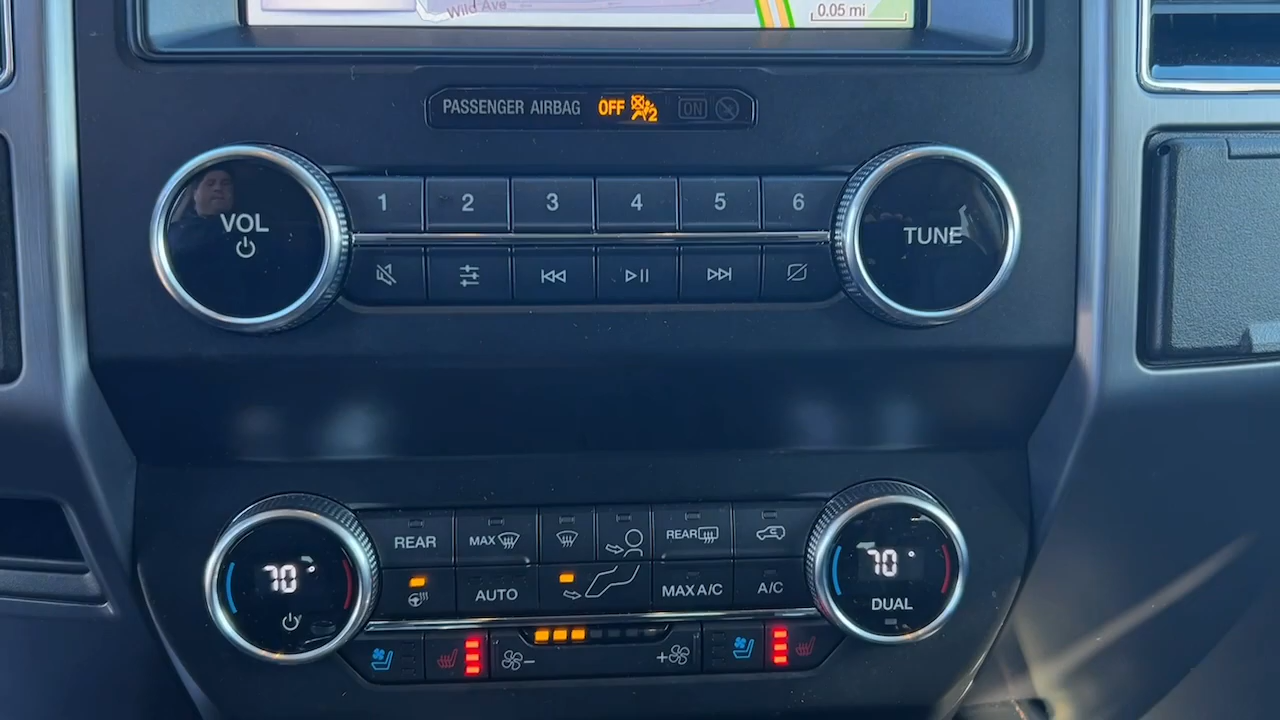 Wild Ave
0.05 mi
PASSENGER AIRBAG OFF 2 ON
1 2 3 4 5 6
VOL
TUNE
REAR MAX REAR
70°
70°
AUTO MAX A/C A/C
DUAL
− +